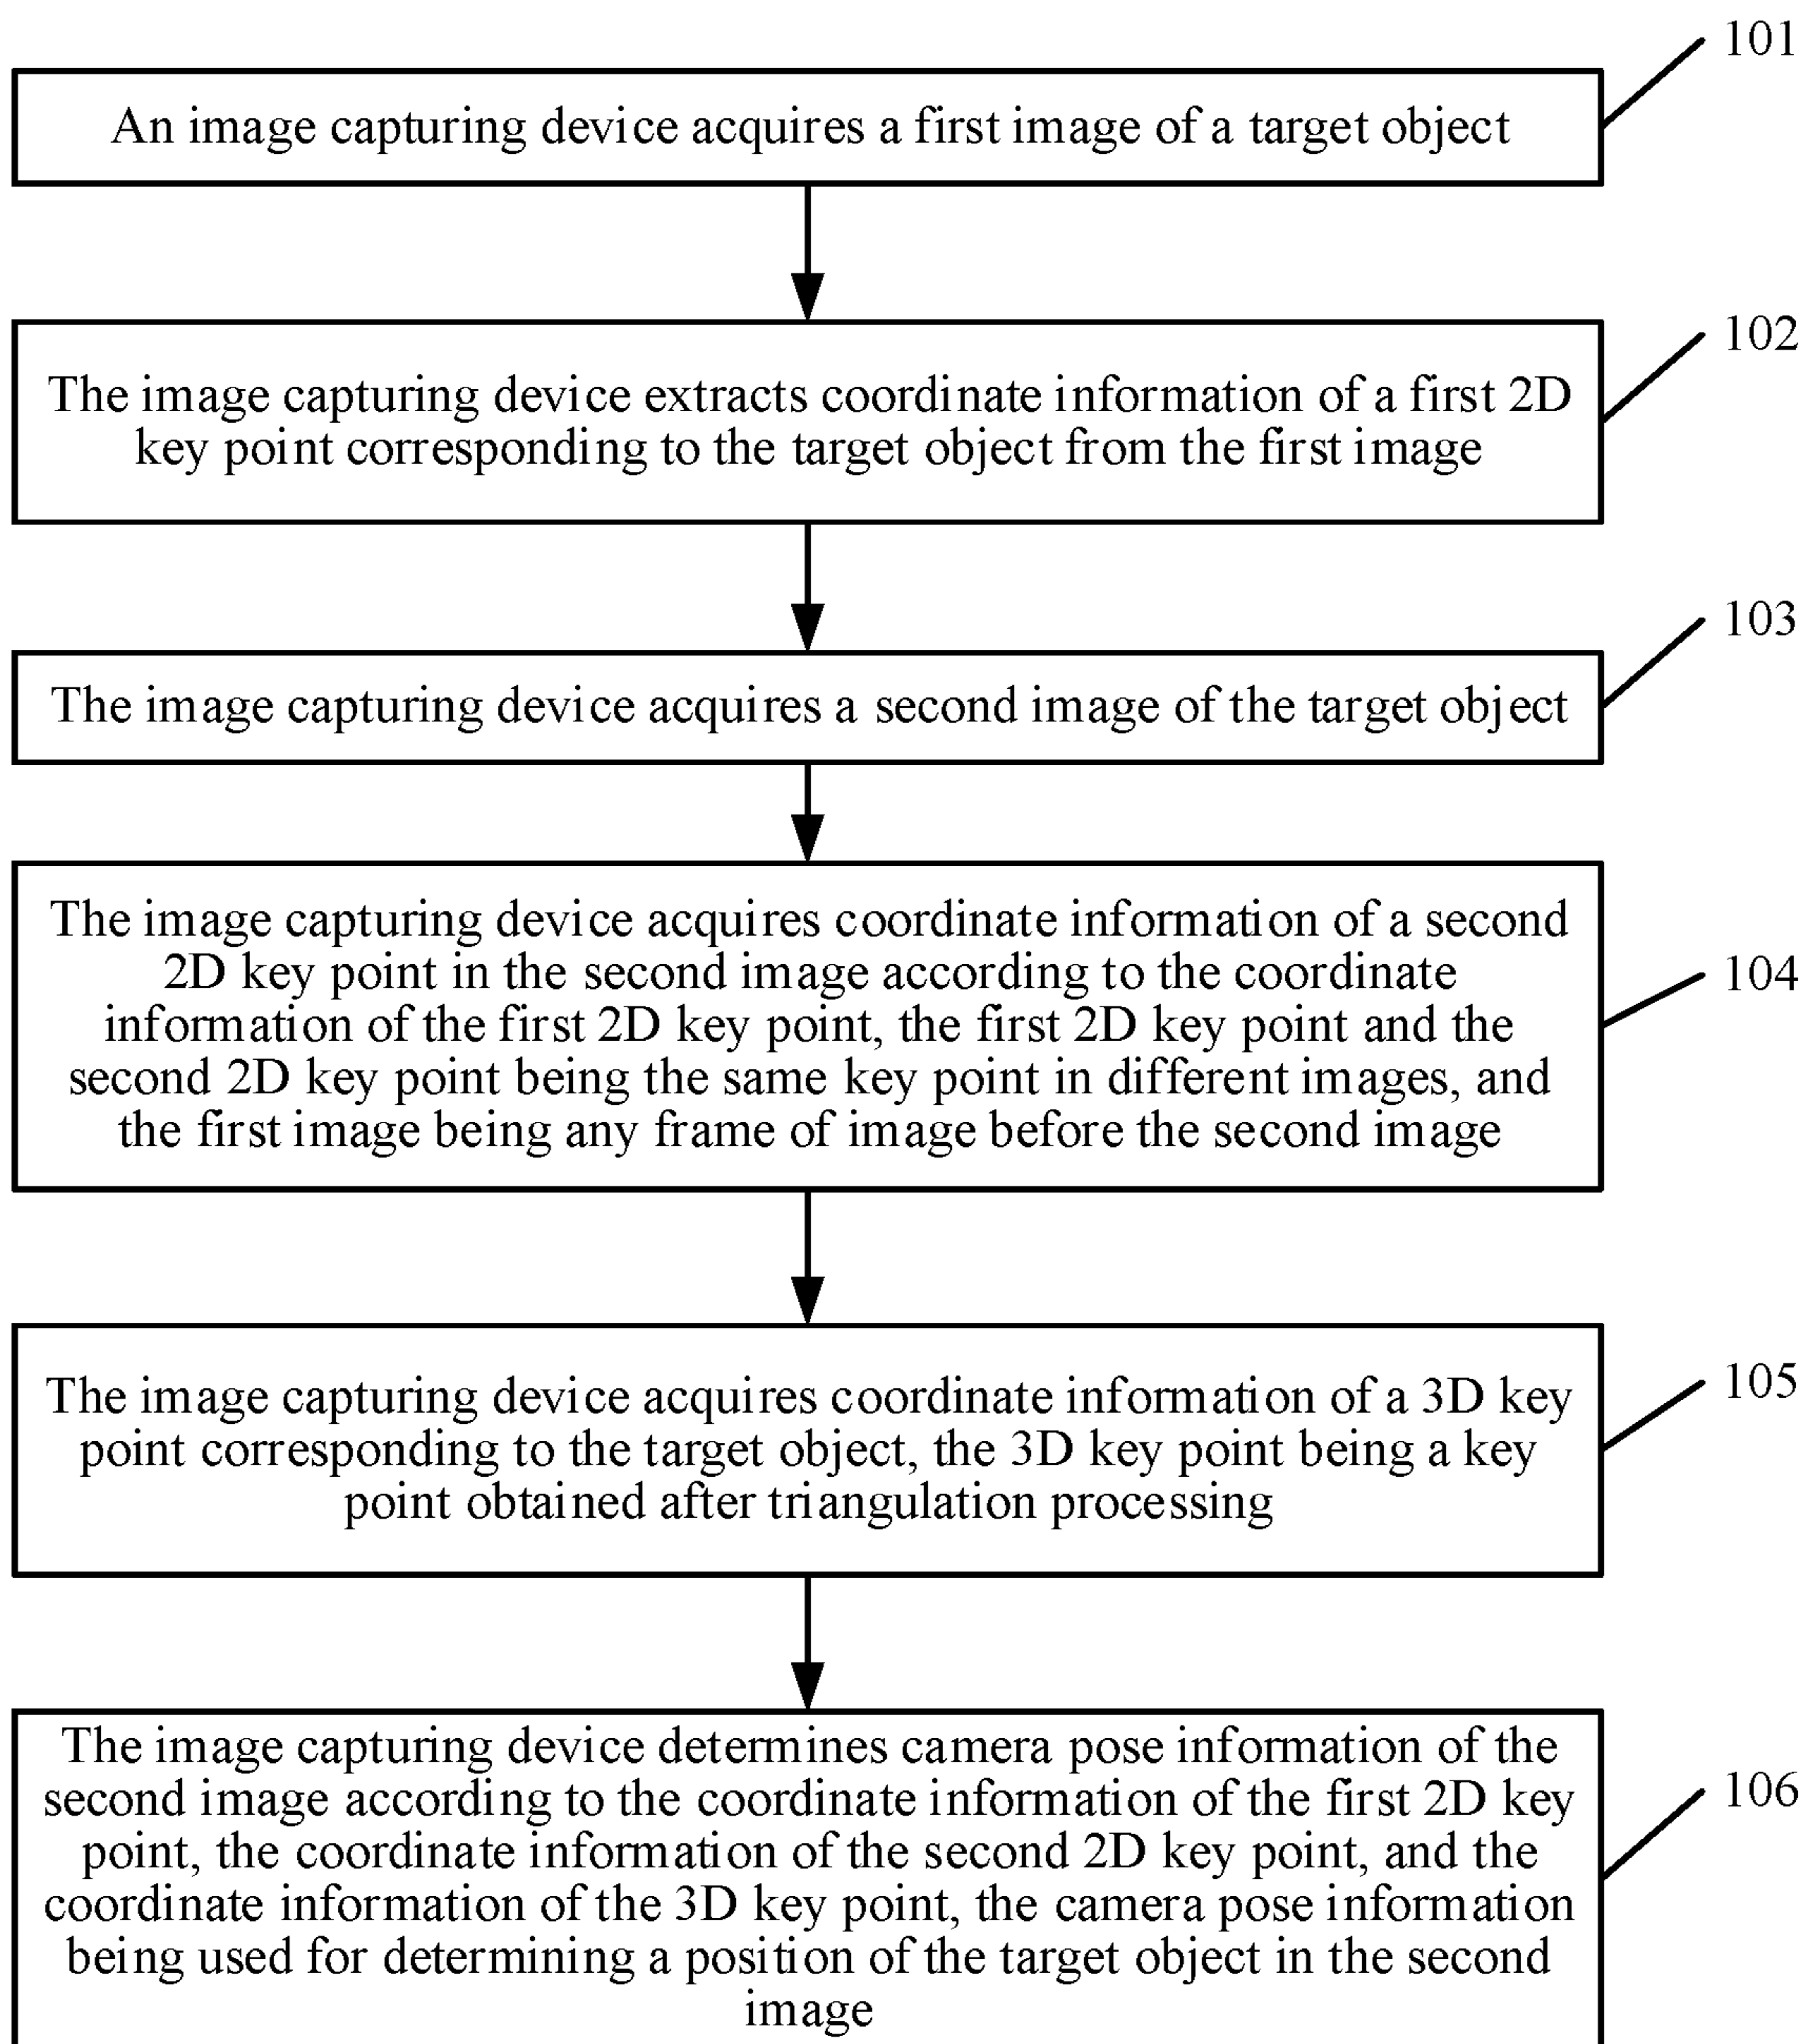 101
An image capturing device acquires a first image of a target object
102
The image capturing device extracts coordinate information of a first 2D
key point corresponding to the target object from the first image
103
The image capturing device acquires a second image of the target object
The image capturing device acquires coordinate information of a second
2D key point in the second image according to the coordinate
104
information of the first 2D key point, the first 2D key point and the
second 2D key point being the same key point in different images, and
the first image being any frame of image before the second image
105
The image capturing device acquires coordinate information of a 3D key
point corresponding to the target object, the 3D key point being a key
point obtained after triangulation processing
The image capturing device determines camera pose information of the
106
second image according to the coordinate information of the first 2D key
point, the coordinate information of the second 2D key point, and the
coordinate information of the 3D key point, the camera pose information
being used for determining a position of the target object in the second
image